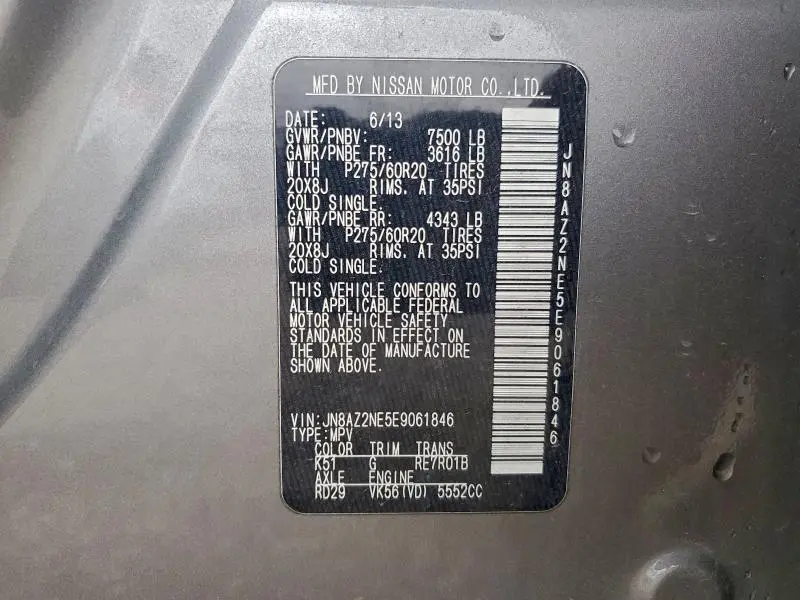 MFD BY NISSAN MOTOR CO.,LTD.
DATE: 6/13
GVWR/PNBV: 7500 LB
GAWR/PNBE FR: 3616 LB
WITH P275/60R20 TIRES
20X8J RIMS. AT 35PSI
COLD SINGLE.
GAWR/PNBE RR: 4343 LB
WITH P275/60R20 TIRES
20X8J RIMS. AT 35PSI
COLD SINGLE.
THIS VEHICLE CONFORMS TO
ALL APPLICABLE FEDERAL
MOTOR VEHICLE SAFETY
STANDARDS IN EFFECT ON
THE DATE OF MANUFACTURE
SHOWN ABOVE.
VIN: JN8AZ2NE5E9061846
TYPE: MPV
COLOR TRIM TRANS
K51 G RE7R01B
AXLE ENGINE
RD29 VK56(VD) 5552CC
JN8AZ2NE5E9061846